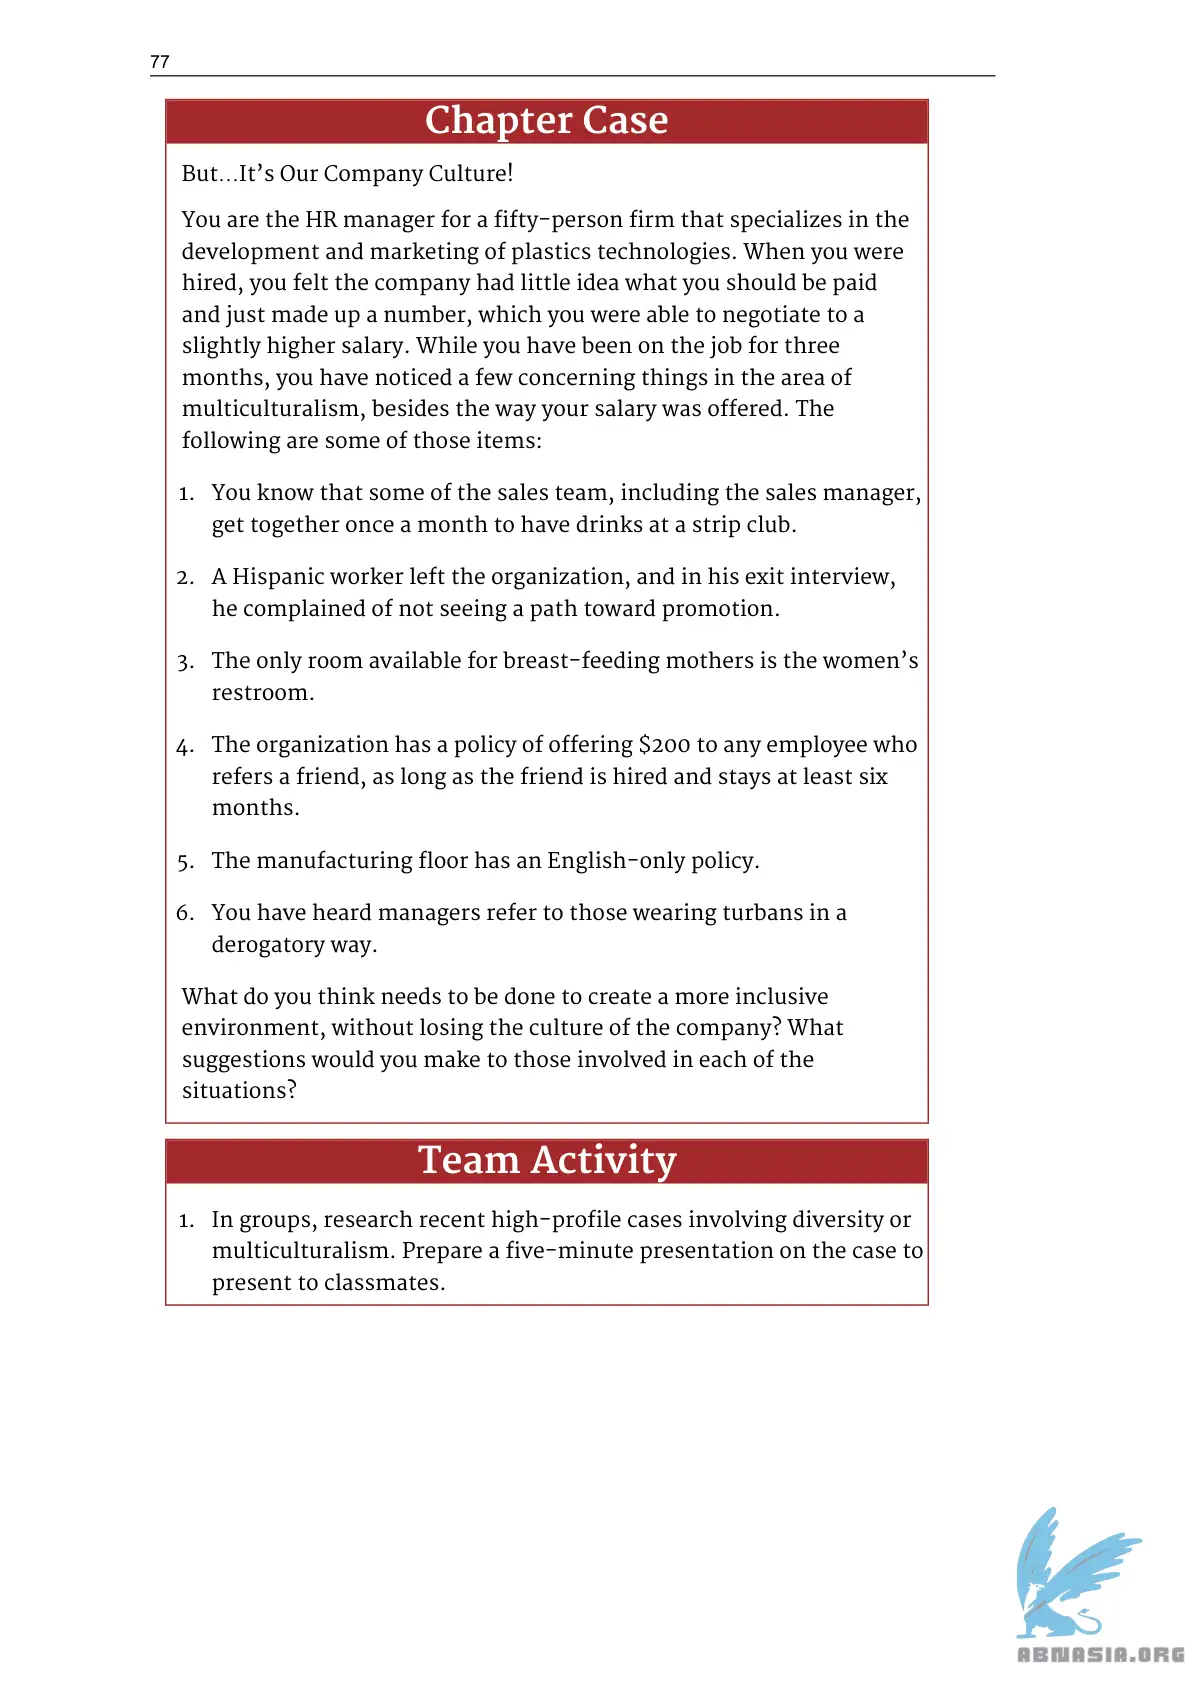 77
Chapter Case
But…It’s Our Company Culture!
You are the HR manager for a fifty-person firm that specializes in the
development and marketing of plastics technologies. When you were
hired, you felt the company had little idea what you should be paid
and just made up a number, which you were able to negotiate to a
slightly higher salary. While you have been on the job for three
months, you have noticed a few concerning things in the area of
multiculturalism, besides the way your salary was offered. The
following are some of those items:
1. You know that some of the sales team, including the sales manager,
get together once a month to have drinks at a strip club.
2. A Hispanic worker left the organization, and in his exit interview,
he complained of not seeing a path toward promotion.
3. The only room available for breast-feeding mothers is the women’s
restroom.
4. The organization has a policy of offering $200 to any employee who
refers a friend, as long as the friend is hired and stays at least six
months.
5. The manufacturing floor has an English-only policy.
6. You have heard managers refer to those wearing turbans in a
derogatory way.
What do you think needs to be done to create a more inclusive
environment, without losing the culture of the company? What
suggestions would you make to those involved in each of the
situations?
Team Activity
1. In groups, research recent high-profile cases involving diversity or
multiculturalism. Prepare a five-minute presentation on the case to
present to classmates.
ABNASIA.ORG